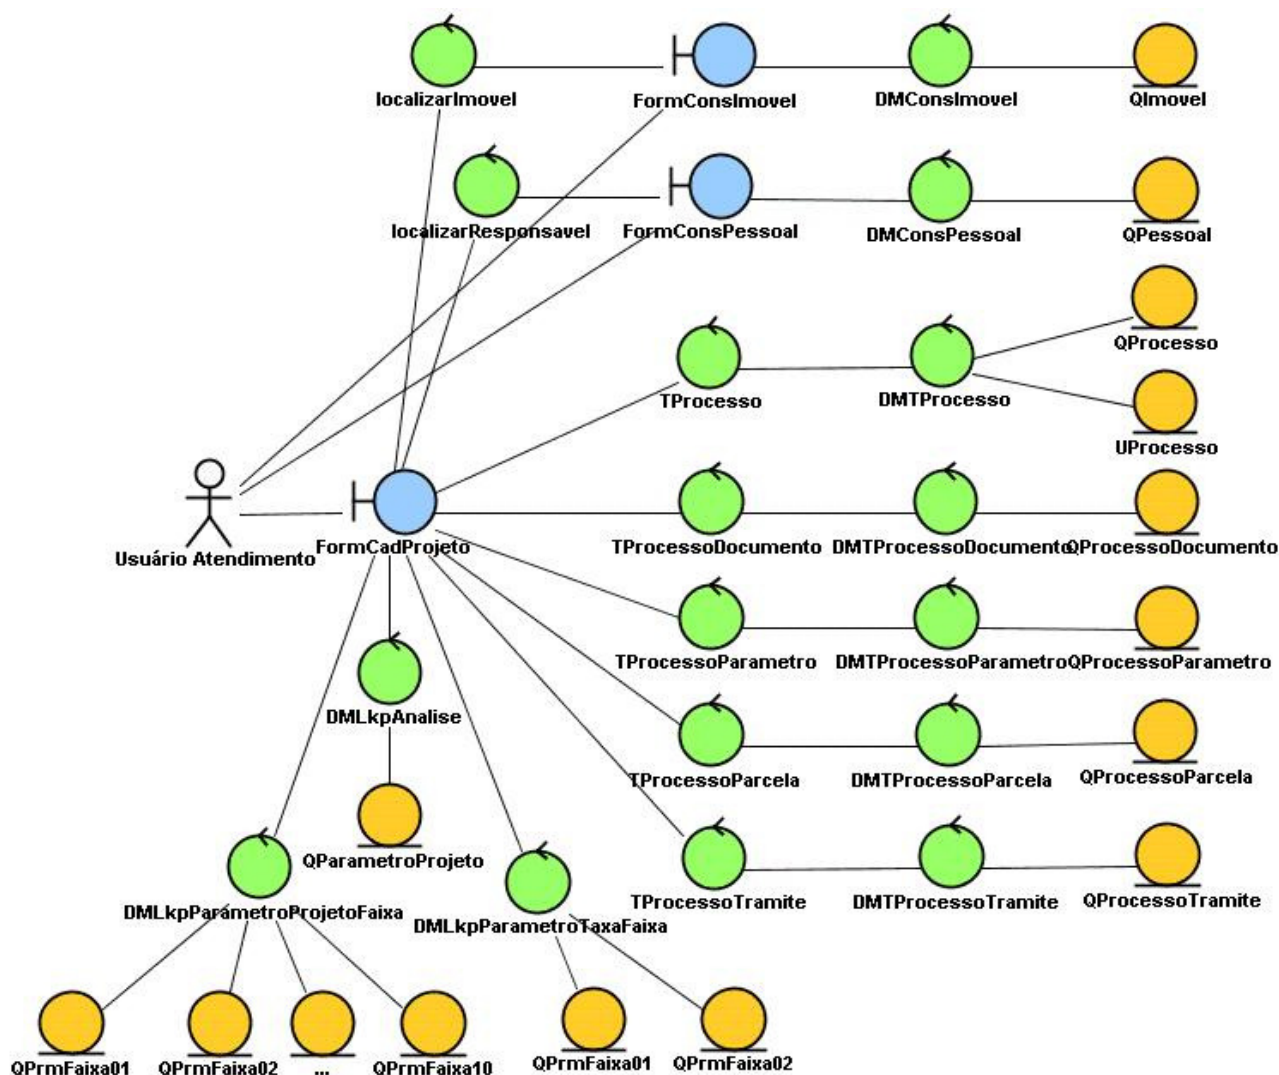 localizarImovel
FormConsImovel
DMConsImovel
QImovel
localizarResponsavel
FormConsPessoal
DMConsPessoal
QPessoal
QProcesso
TProcesso
DMTProcesso
UProcesso
Usuário Atendimento
FormCadProjeto
TProcessoDocumento
DMTProcessoDocumento
QProcessoDocumento
TProcessoParametro
DMTProcessoParametro
QProcessoParametro
DMLkpAnalise
TProcessoParcela
DMTProcessoParcela
QProcessoParcela
QParametroProjeto
DMLkpParametroProjetoFaixa
DMLkpParametroTaxaFaixa
TProcessoTramite
DMTProcessoTramite
QProcessoTramite
QPrmFaixa01
QPrmFaixa02
...
QPrmFaixa10
QPrmFaixa01
QPrmFaixa02